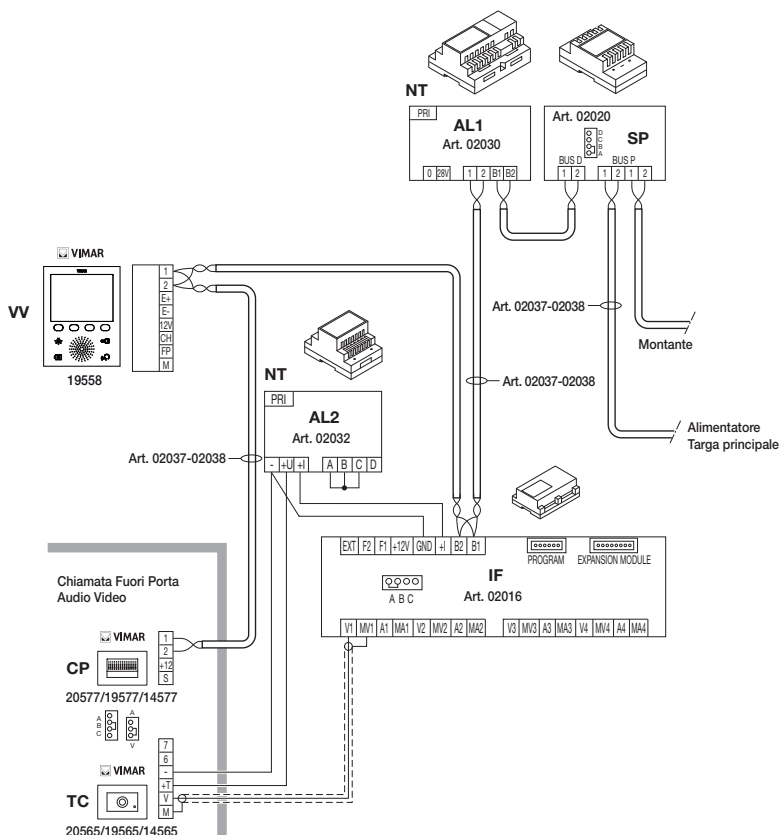 NT
PRI
AL1
Art. 02030
0 28V 1 2 B1 B2
Art. 02020
SP
D
C
B
A
BUS D BUS P
1 2 1 2 1 2
VIMAR
VV
19558
1
2
E+
E-
12V
CH
FP
M
Art. 02037-02038
Montante
Art. 02037-02038
Alimentatore
Targa principale
NT
PRI
AL2
Art. 02032
- +U +I A B C D
Art. 02037-02038
EXT F2 F1 +12V GND +I B2 B1
PROGRAM EXPANSION MODULE
IF
Art. 02016
A B C
V1 MV1 A1 MA1 V2 MV2 A2 MA2 V3 MV3 A3 MA3 V4 MV4 A4 MA4
Chiamata Fuori Porta
Audio Video
VIMAR
CP
20577/19577/14577
1
2
+12
S
A
B
C
A
V
VIMAR
TC
20565/19565/14565
7
6
-
+T
V
M